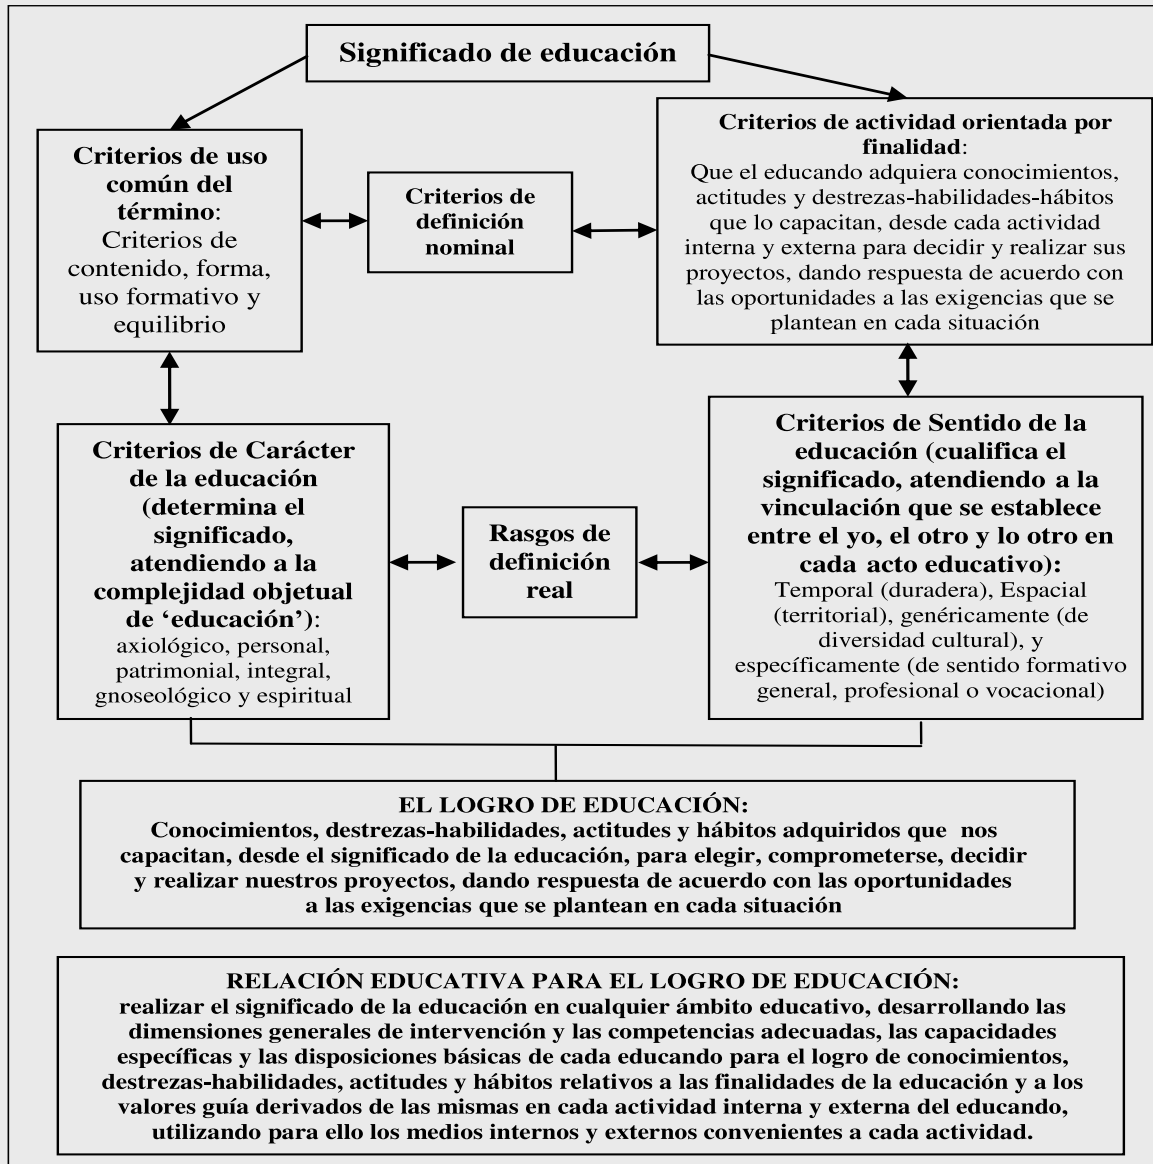 Significado de educación
Criterios de uso
común del
término:
Criterios de
contenido, forma,
uso formativo y
equilibrio
Criterios de
definición
nominal
Criterios de actividad orientada por
finalidad:
Que el educando adquiera conocimientos,
actitudes y destrezas-habilidades-hábitos
que lo capacitan, desde cada actividad
interna y externa para decidir y realizar sus
proyectos, dando respuesta de acuerdo con
las oportunidades a las exigencias que se
plantean en cada situación
Criterios de Carácter
de la educación
(determina el
significado,
atendiendo a la
complejidad objetual
de ‘educación’):
axiológico, personal,
patrimonial, integral,
gnoseológico y espiritual
Rasgos de
definición
real
Criterios de Sentido de la
educación (cualifica el
significado, atendiendo a la
vinculación que se establece
entre el yo, el otro y lo otro en
cada acto educativo):
Temporal (duradera), Espacial
(territorial), genéricamente (de
diversidad cultural), y
específicamente (de sentido formativo
general, profesional o vocacional)
EL LOGRO DE EDUCACIÓN:
Conocimientos, destrezas-habilidades, actitudes y hábitos adquiridos que nos
capacitan, desde el significado de la educación, para elegir, comprometerse, decidir
y realizar nuestros proyectos, dando respuesta de acuerdo con las oportunidades
a las exigencias que se plantean en cada situación
RELACIÓN EDUCATIVA PARA EL LOGRO DE EDUCACIÓN:
realizar el significado de la educación en cualquier ámbito educativo, desarrollando las
dimensiones generales de intervención y las competencias adecuadas, las capacidades
específicas y las disposiciones básicas de cada educando para el logro de conocimientos,
destrezas-habilidades, actitudes y hábitos relativos a las finalidades de la educación y a los
valores guía derivados de las mismas en cada actividad interna y externa del educando,
utilizando para ello los medios internos y externos convenientes a cada actividad.